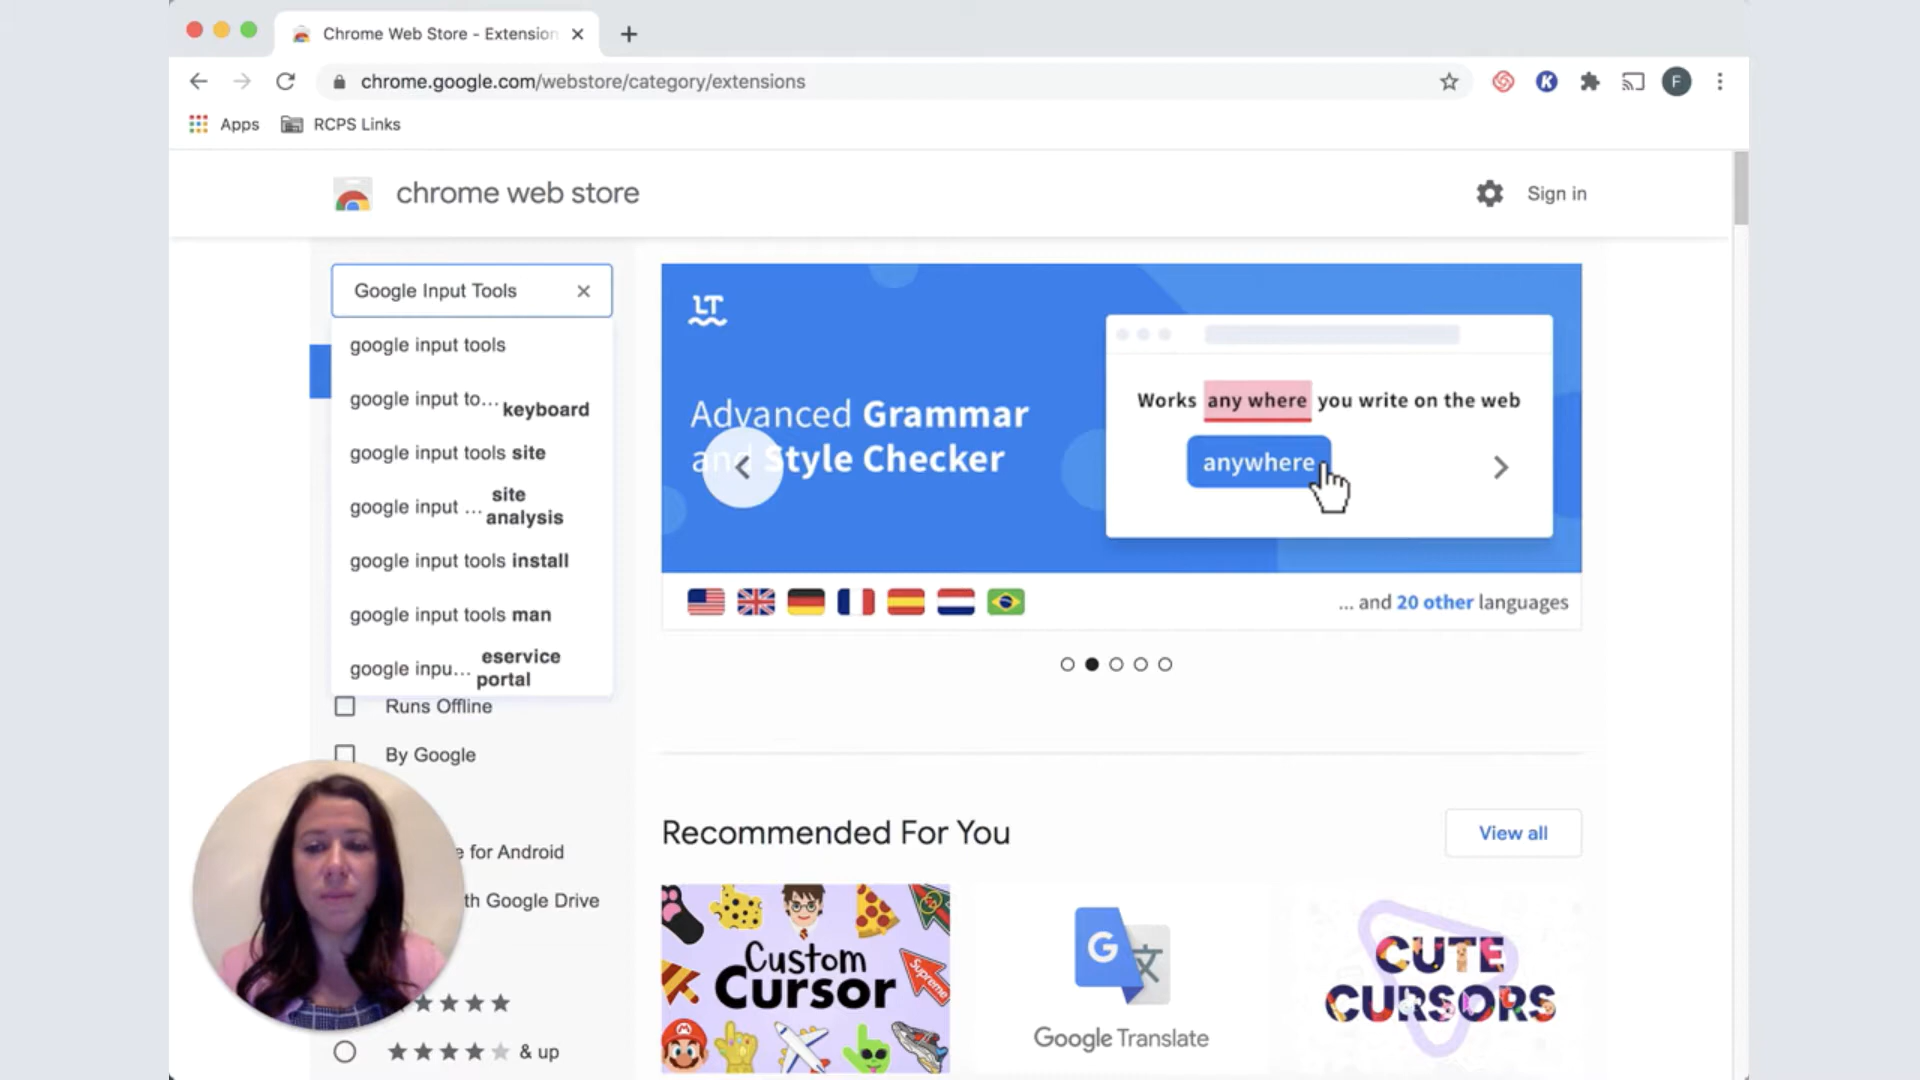 Chrome Web Store - Extension
chrome.google.com/webstore/category/extensions
K
F
Apps
RCPS Links
chrome web store
Sign in
Google Input Tools
google input tools
google input to... keyboard
google input tools site
google input ... site
analysis
google input tools install
google input tools man
google inpu... eservice
portal
Runs Offline
By Google
e for Android
th Google Drive
& up
LT
Advanced Grammar
and Style Checker
Works any where you write on the web
anywhere
... and 20 other languages
Recommended For You
View all
Custom
Cursor
Supreme
G
文
Google Translate
CUTE
CURSORS